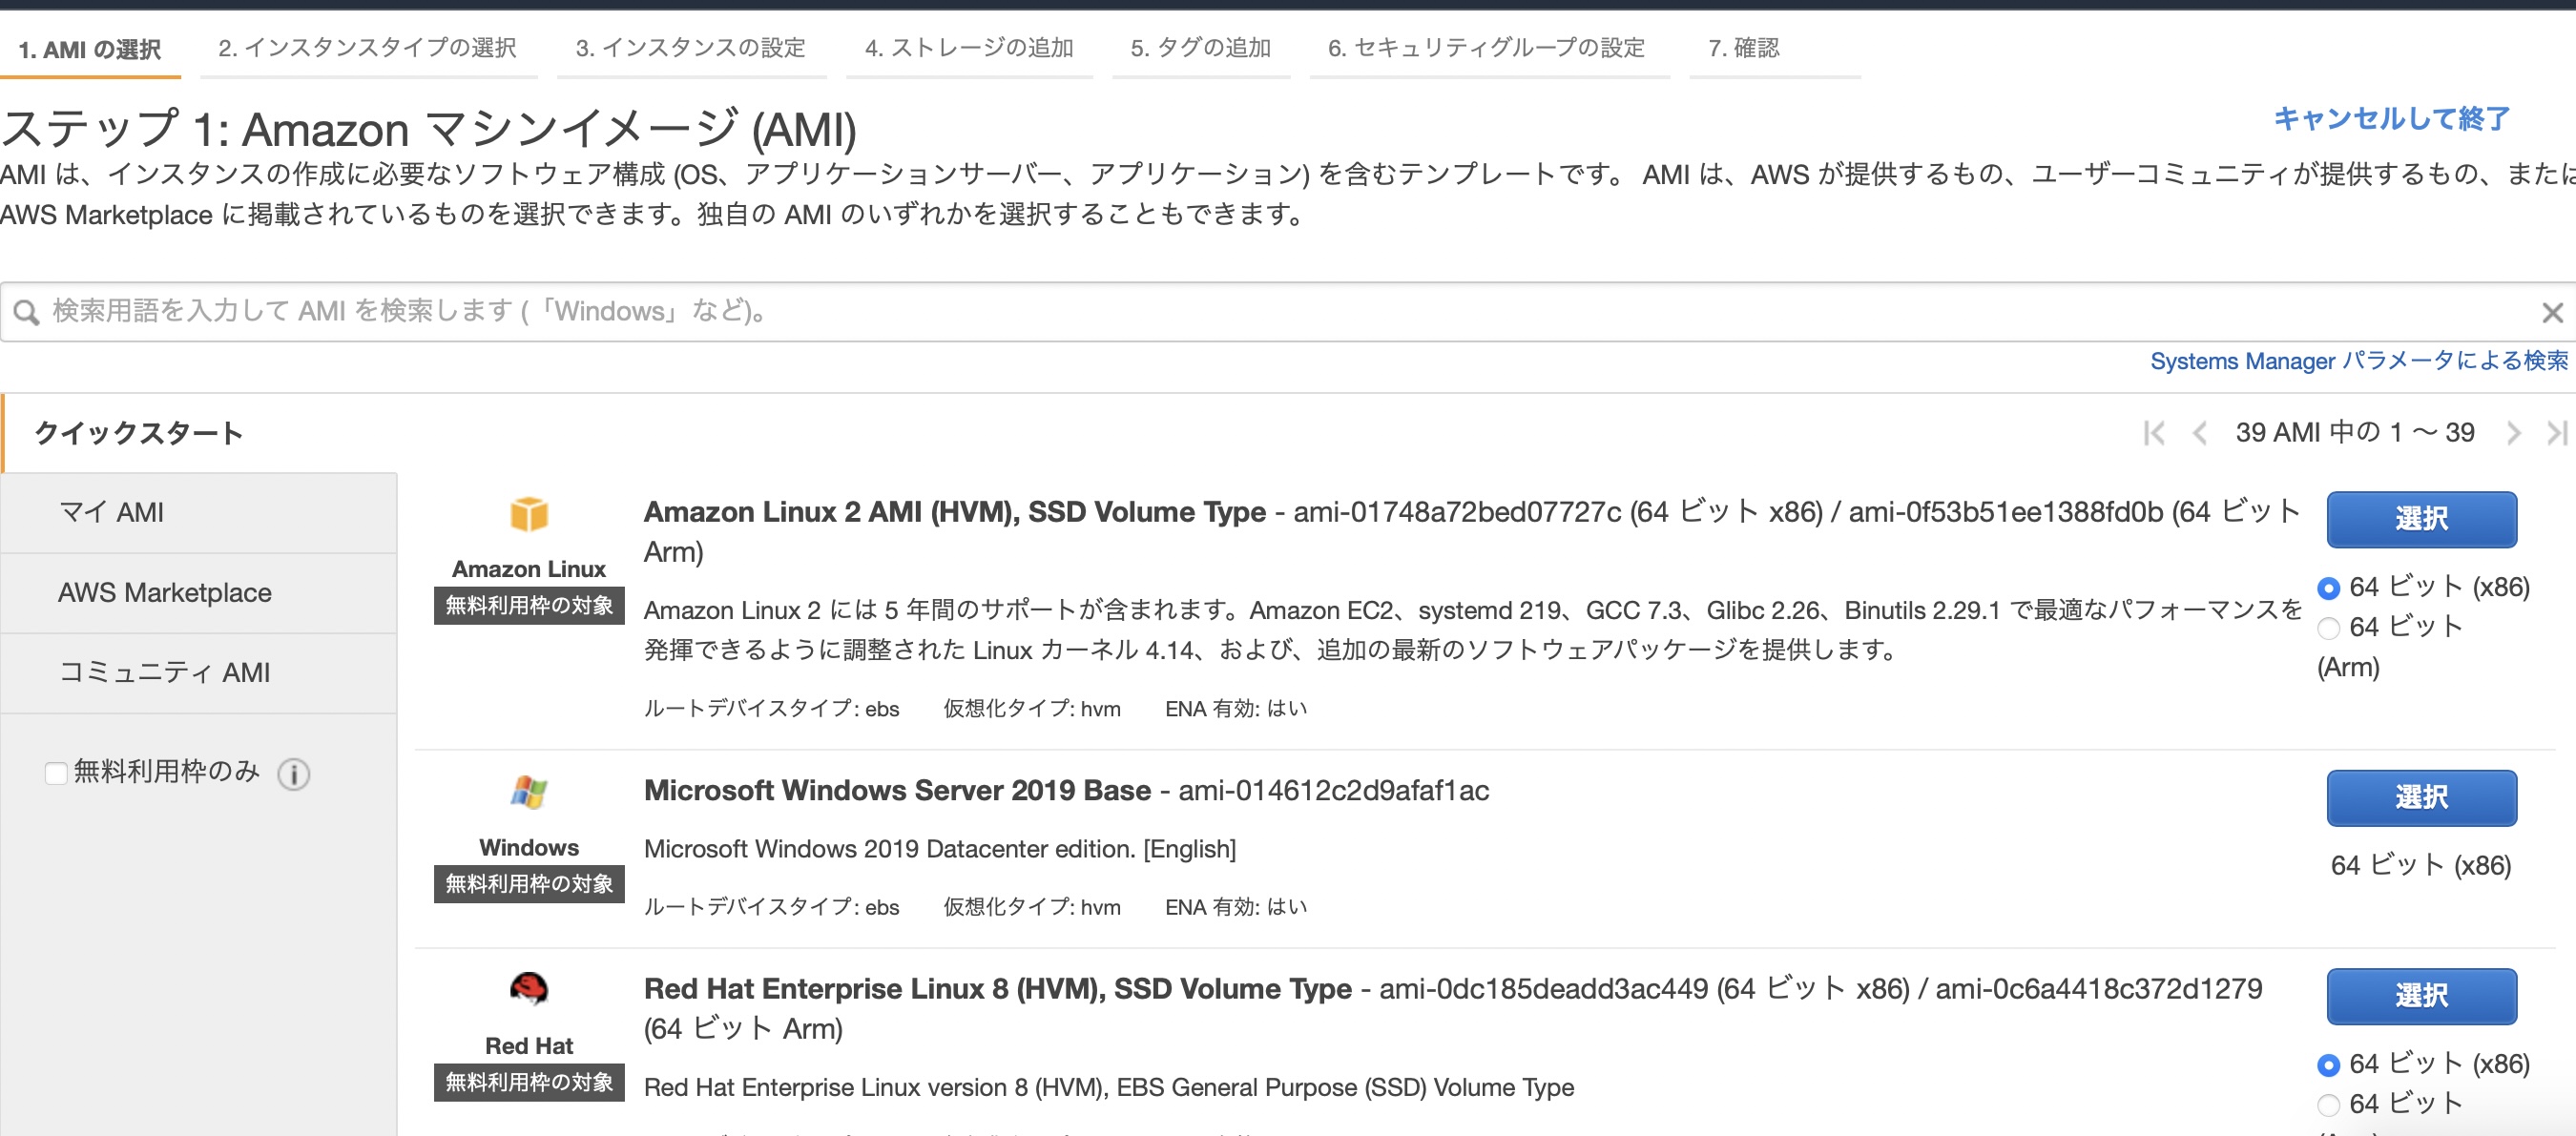 1. AMI の選択
2. インスタンスタイプの選択
3. インスタンスの設定
4. ストレージの追加
5. タグの追加
6. セキュリティグループの設定
7. 確認
ステップ 1: Amazon マシンイメージ (AMI)
キャンセルして終了
AMI は、インスタンスの作成に必要なソフトウェア構成 (OS、アプリケーションサーバー、アプリケーション) を含むテンプレートです。 AMI は、AWS が提供するもの、ユーザーコミュニティが提供するもの、または
AWS Marketplace に掲載されているものを選択できます。独自の AMI のいずれかを選択することもできます。
検索用語を入力して AMI を検索します (「Windows」など)。
Systems Manager パラメータによる検索
クイックスタート
39 AMI 中の 1 〜 39
マイ AMI
AWS Marketplace
コミュニティ AMI
無料利用枠のみ
Amazon Linux
無料利用枠の対象
Amazon Linux 2 AMI (HVM), SSD Volume Type - ami-01748a72bed07727c (64 ビット x86) / ami-0f53b51ee1388fd0b (64 ビット
Arm)
Amazon Linux 2 には 5 年間のサポートが含まれます。Amazon EC2、systemd 219、GCC 7.3、Glibc 2.26、Binutils 2.29.1 で最適なパフォーマンスを
発揮できるように調整された Linux カーネル 4.14、および、追加の最新のソフトウェアパッケージを提供します。
ルートデバイスタイプ: ebs 仮想化タイプ: hvm ENA 有効: はい
選択
64 ビット (x86)
64 ビット
(Arm)
Windows
無料利用枠の対象
Microsoft Windows Server 2019 Base - ami-014612c2d9afaf1ac
Microsoft Windows 2019 Datacenter edition. [English]
ルートデバイスタイプ: ebs 仮想化タイプ: hvm ENA 有効: はい
選択
64 ビット (x86)
Red Hat
無料利用枠の対象
Red Hat Enterprise Linux 8 (HVM), SSD Volume Type - ami-0dc185deadd3ac449 (64 ビット x86) / ami-0c6a4418c372d1279
(64 ビット Arm)
Red Hat Enterprise Linux version 8 (HVM), EBS General Purpose (SSD) Volume Type
選択
64 ビット (x86)
64 ビット